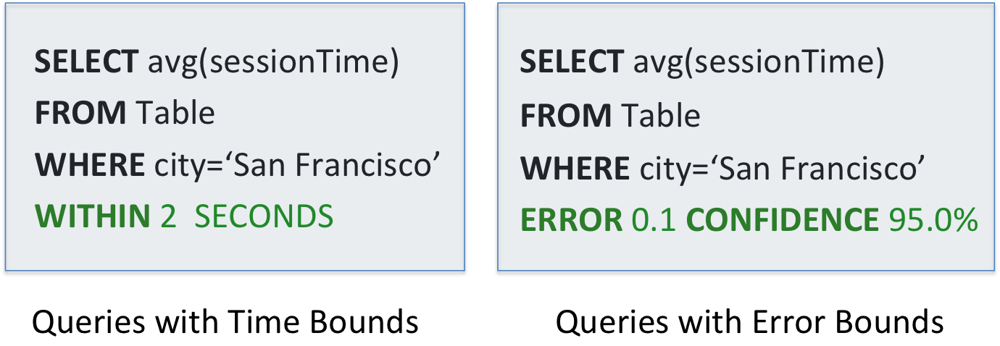 SELECT avg(sessionTime)
FROM Table
WHERE city=‘San Francisco’
WITHIN 2  SECONDS
Queries with Time Bounds
SELECT avg(sessionTime)
FROM Table
WHERE city=‘San Francisco’
ERROR 0.1 CONFIDENCE 95.0%
Queries with Error Bounds